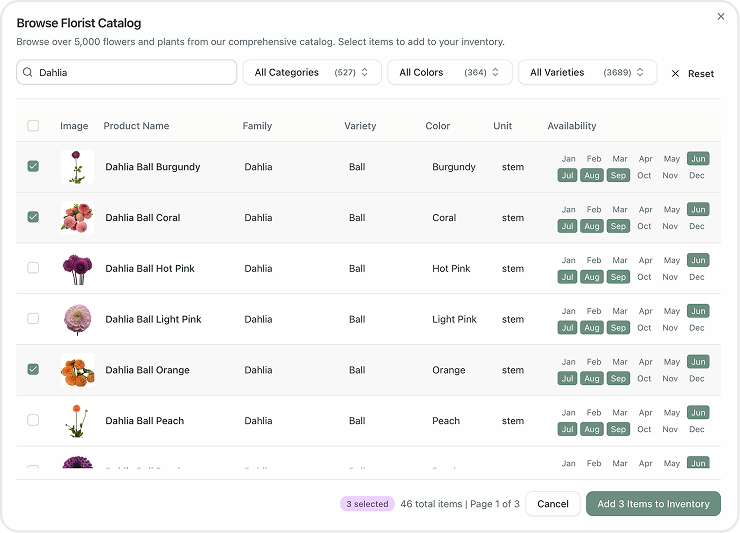 Browse Florist Catalog
Browse over 5,000 flowers and plants from our comprehensive catalog. Select items to add to your inventory.
Dahlia
All Categories (527)
All Colors (364)
All Varieties (3689)
Reset
Image Product Name Family Variety Color Unit Availability
Dahlia Ball Burgundy Dahlia Ball Burgundy stem
Jan Feb Mar Apr May Jun
Jul Aug Sep Oct Nov Dec
Dahlia Ball Coral Dahlia Ball Coral stem
Jan Feb Mar Apr May Jun
Jul Aug Sep Oct Nov Dec
Dahlia Ball Hot Pink Dahlia Ball Hot Pink stem
Jan Feb Mar Apr May Jun
Jul Aug Sep Oct Nov Dec
Dahlia Ball Light Pink Dahlia Ball Light Pink stem
Jan Feb Mar Apr May Jun
Jul Aug Sep Oct Nov Dec
Dahlia Ball Orange Dahlia Ball Orange stem
Jan Feb Mar Apr May Jun
Jul Aug Sep Oct Nov Dec
Dahlia Ball Peach Dahlia Ball Peach stem
Jan Feb Mar Apr May Jun
Jul Aug Sep Oct Nov Dec
Jan Feb Mar Apr May Jun
3 selected 46 total items | Page 1 of 3 Cancel Add 3 Items to Inventory